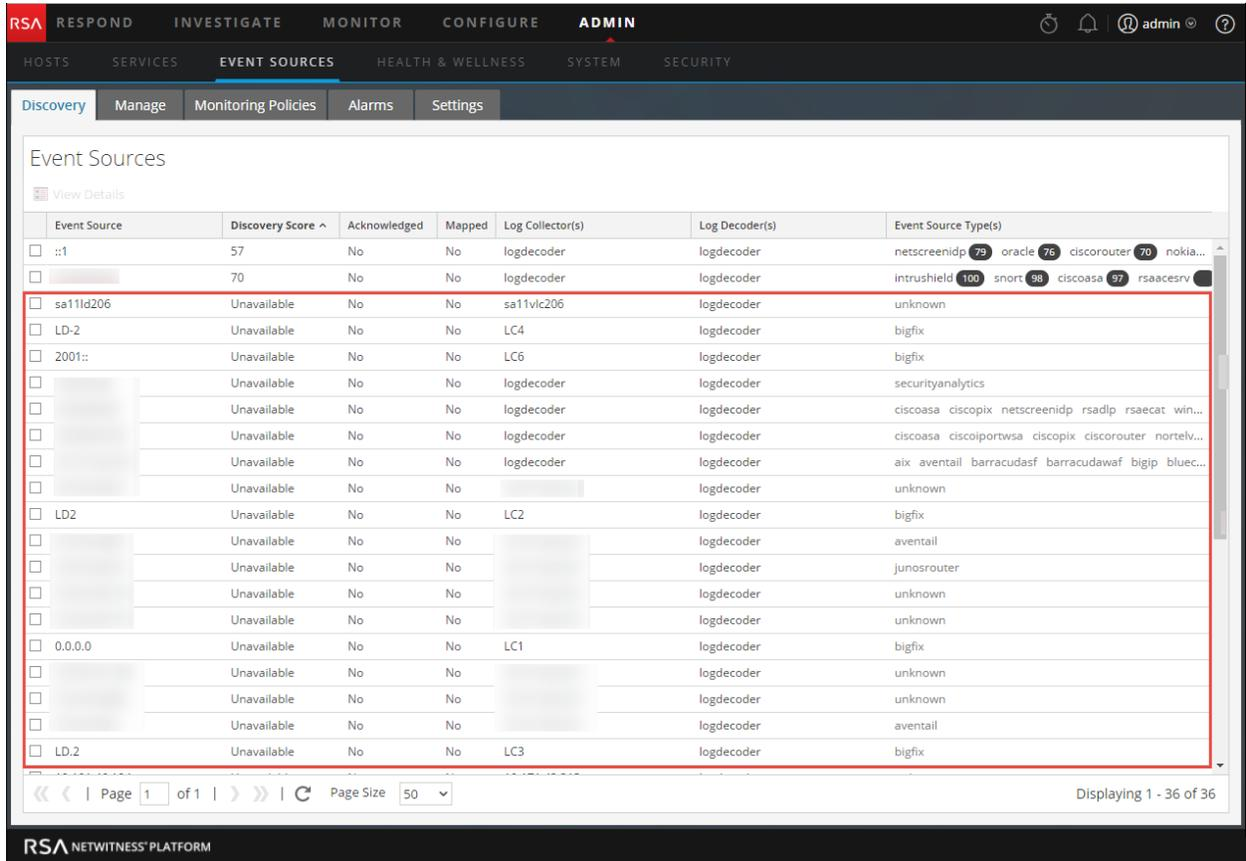 RSA RESPOND INVESTIGATE MONITOR CONFIGURE ADMIN admin ?
HOSTS SERVICES EVENT SOURCES HEALTH & WELLNESS SYSTEM SECURITY
Discovery Manage Monitoring Policies Alarms Settings
Event Sources
View Details
Event Source Discovery Score Acknowledged Mapped Log Collector(s) Log Decoder(s) Event Source Type(s)
::1 57 No No logdecoder logdecoder netscreenidp 79 oracle 76 ciscorouter 70 nokia...
70 No No logdecoder logdecoder intrushield 100 snort 98 ciscoasa 97 rsaacesrv
sa11ld206 Unavailable No No sa11vlc206 logdecoder unknown
LD-2 Unavailable No No LC4 logdecoder bigfix
2001:: Unavailable No No LC6 logdecoder bigfix
Unavailable No No logdecoder logdecoder securityanalytics
Unavailable No No logdecoder logdecoder ciscoasa ciscopix netscreenidp rsadlp rsaecat win...
Unavailable No No logdecoder logdecoder ciscoasa ciscoiportwsa ciscopix ciscorouter nortelv...
Unavailable No No logdecoder logdecoder aix aventail barracudasf barracudawaf bigip bluec...
Unavailable No No logdecoder unknown
LD2 Unavailable No No LC2 logdecoder bigfix
Unavailable No No logdecoder aventail
Unavailable No No logdecoder junosrouter
Unavailable No No logdecoder unknown
Unavailable No No logdecoder unknown
0.0.0.0 Unavailable No No LC1 logdecoder bigfix
Unavailable No No logdecoder unknown
Unavailable No No logdecoder unknown
Unavailable No No logdecoder aventail
LD.2 Unavailable No No LC3 logdecoder bigfix
Page 1 of 1 Page Size 50 Displaying 1 - 36 of 36
RSA NETWITNESS® PLATFORM